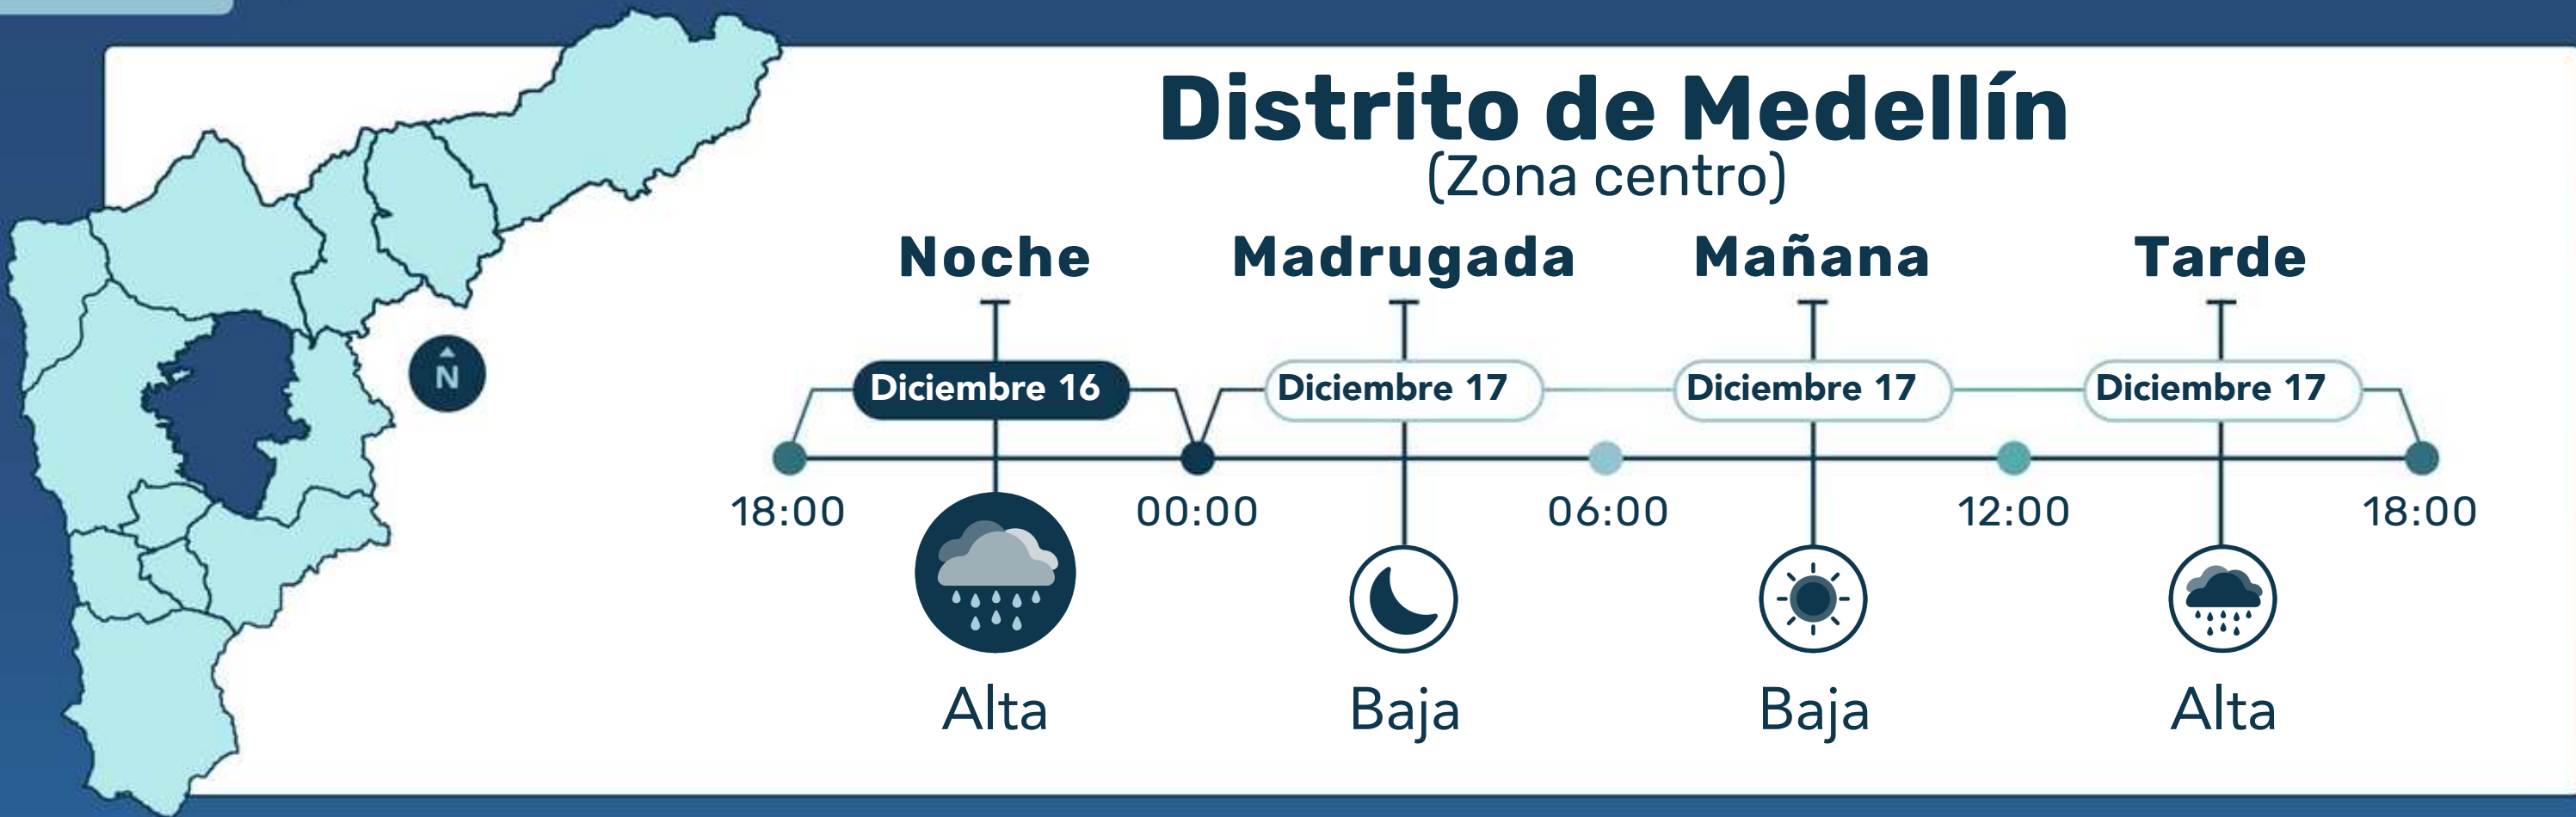 Distrito de Medellín
(Zona centro)
Noche Madrugada Mañana Tarde
Diciembre 16 Diciembre 17 Diciembre 17 Diciembre 17
N
18:00 00:00 06:00 12:00 18:00
Alta Baja Baja Alta